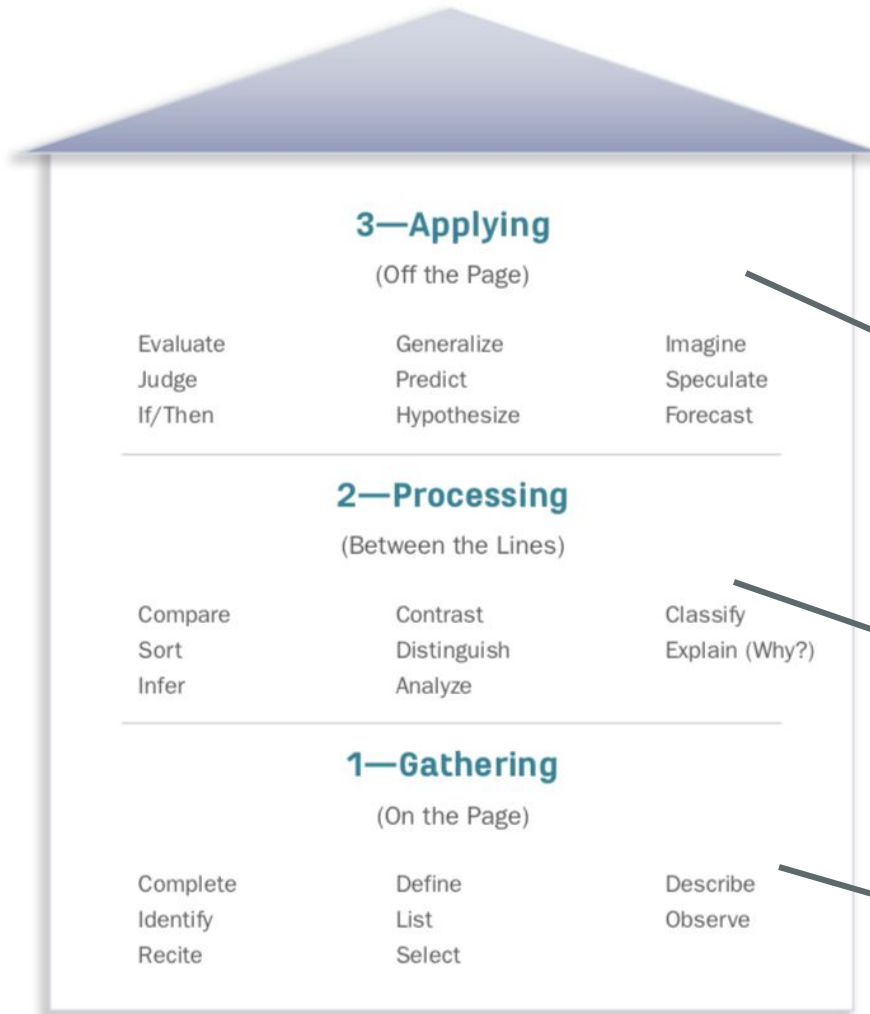 3—Applying
(Off the Page)
Evaluate Generalize Imagine
Judge Predict Speculate
If/Then Hypothesize Forecast
2—Processing
(Between the Lines)
Compare Contrast Classify
Sort Distinguish Explain (Why?)
Infer Analyze
1—Gathering
(On the Page)
Complete Define Describe
Identify List Observe
Recite Select